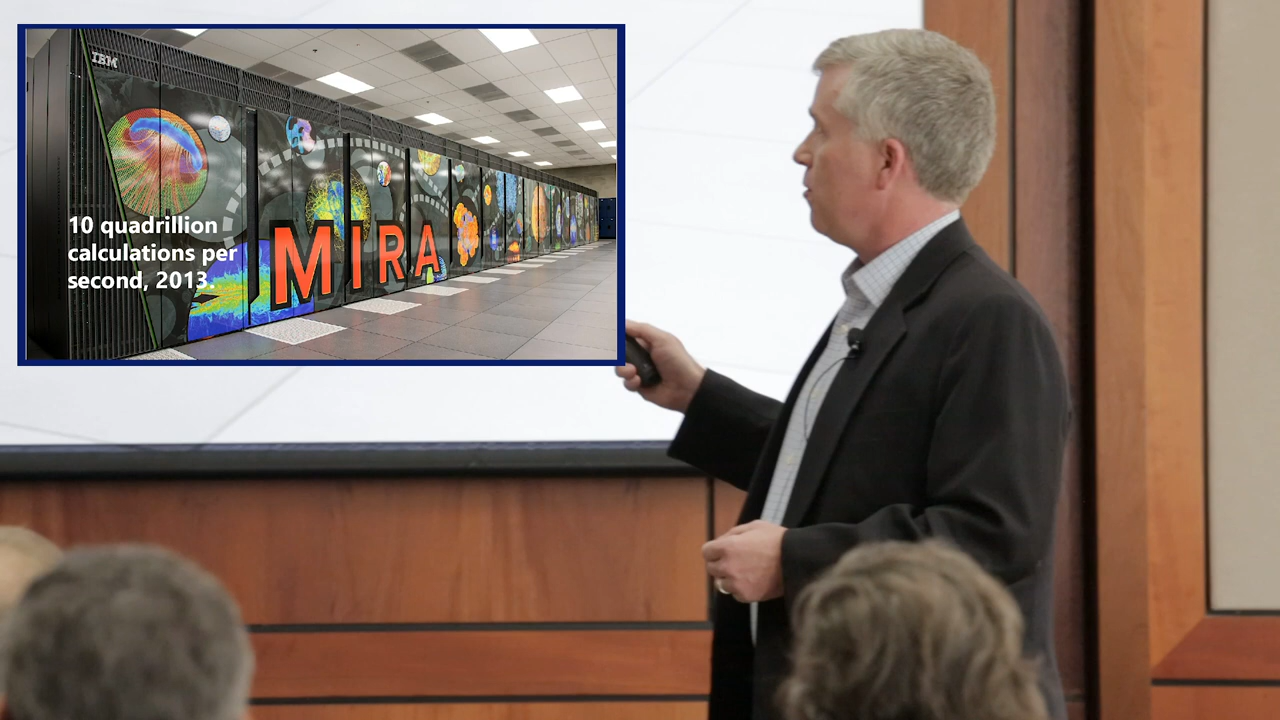 IBM
10 quadrillion
calculations per
second, 2013.
MIRA